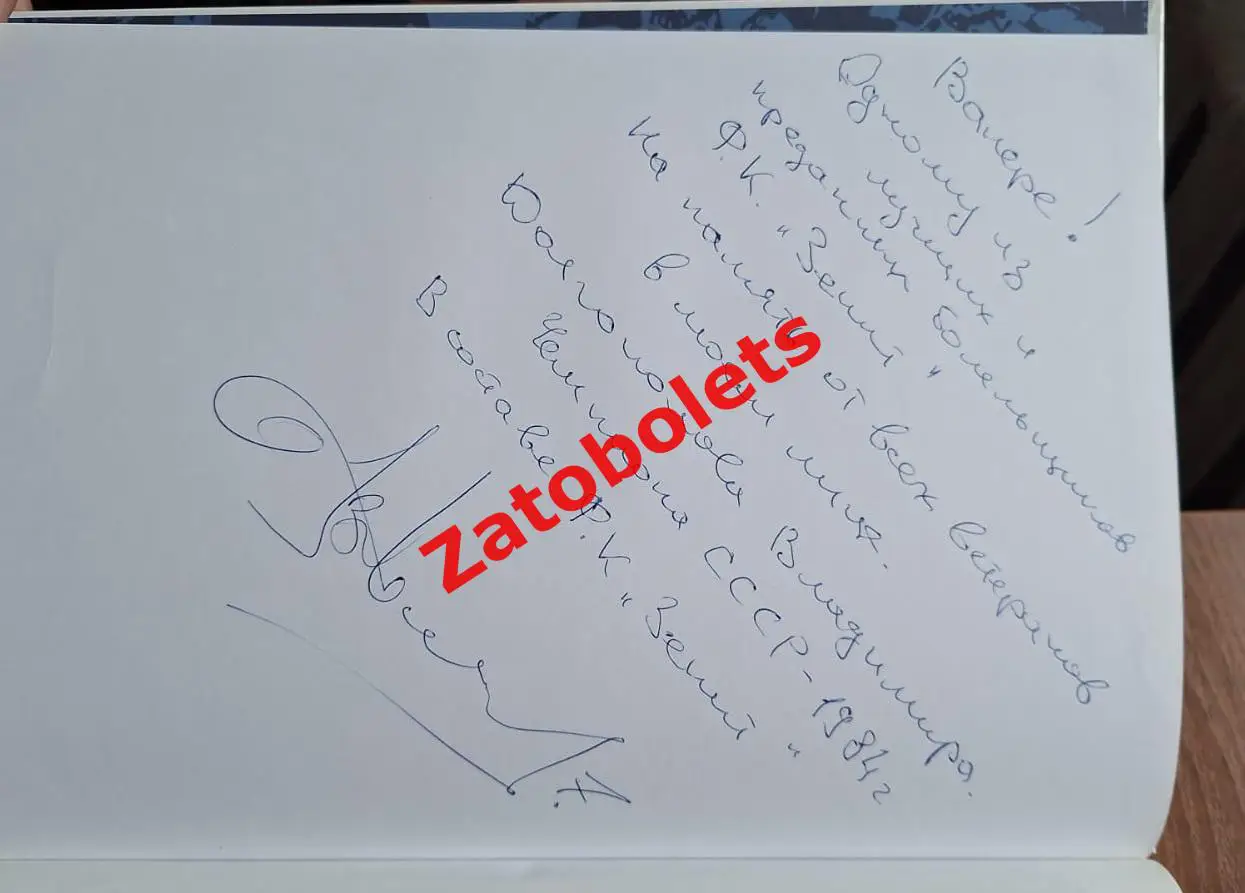 Валере!
Одному из
лучших и
преданных болельщиков
Ф.К. "Зенит"
На память от всех ветеранов
в моём лице.
Долгополова Владимира.
Чемпиона СССР-1984г
В составе Ф.К "Зенит"
Zatobolets